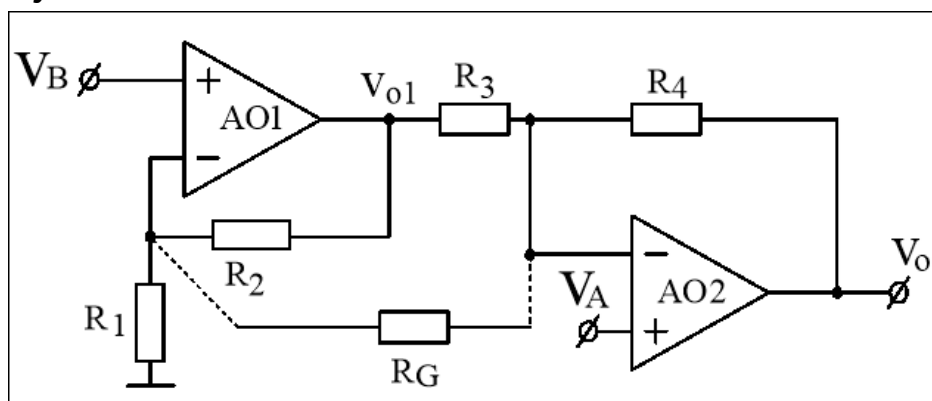 VB
+
AO1
−
Vo1
R3
R4
R2
R1
RG
VA
−
AO2
+
Vo